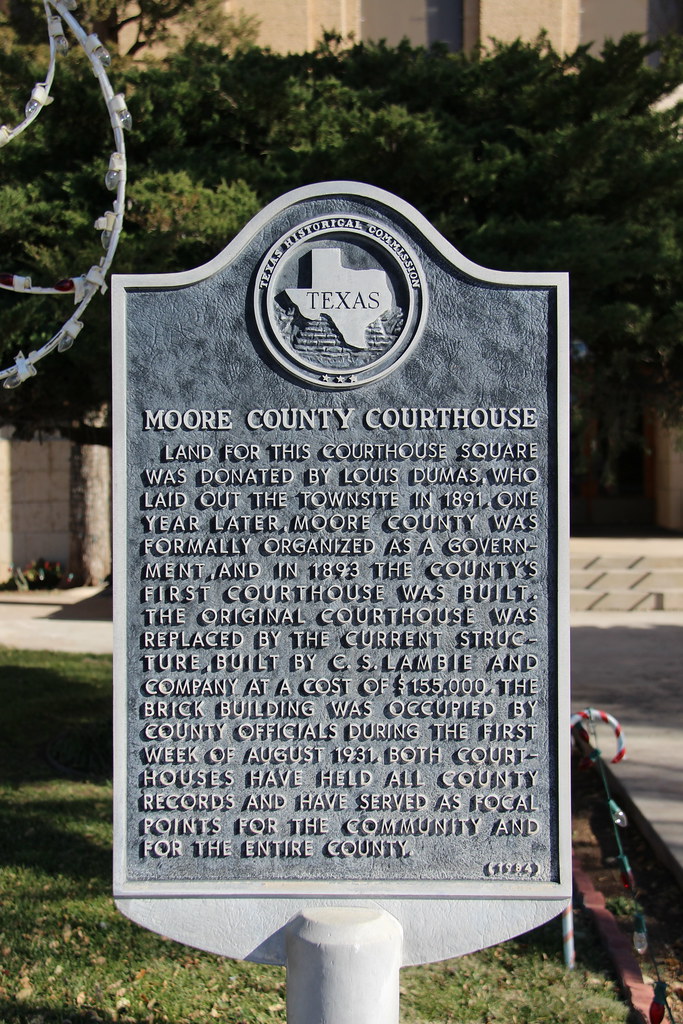 TEXAS HISTORICAL COMMISSION
TEXAS
MOORE COUNTY COURTHOUSE
LAND FOR THIS COURTHOUSE SQUARE
WAS DONATED BY LOUIS DUMAS, WHO
LAID OUT THE TOWNSITE IN 1891. ONE
YEAR LATER, MOORE COUNTY WAS
FORMALLY ORGANIZED AS A GOVERN-
MENT, AND IN 1893 THE COUNTY'S
FIRST COURTHOUSE WAS BUILT.
THE ORIGINAL COURTHOUSE WAS
REPLACED BY THE CURRENT STRUC-
TURE, BUILT BY C. S. LAMBIE AND
COMPANY AT A COST OF $155,000. THE
BRICK BUILDING WAS OCCUPIED BY
COUNTY OFFICIALS DURING THE FIRST
WEEK OF AUGUST 1931. BOTH COURT-
HOUSES HAVE HELD ALL COUNTY
RECORDS AND HAVE SERVED AS FOCAL
POINTS FOR THE COMMUNITY AND
FOR THE ENTIRE COUNTY.
(1984)